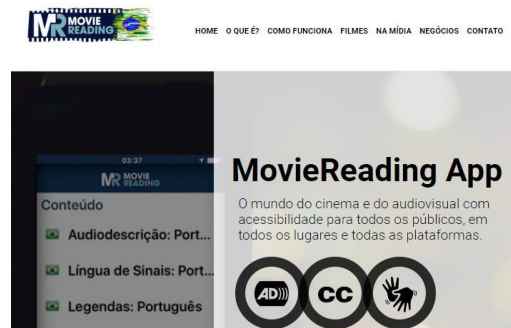 MR MOVIE
READING
HOME O QUE É? COMO FUNCIONA FILMES NA MÍDIA NEGÓCIOS CONTATO
03:37
MR MOVIE
READING
Conteúdo
Audiodescrição: Port...
Língua de Sinais: Port...
Legendas: Português
MovieReading App
O mundo do cinema e do audiovisual com
acessibilidade para todos os públicos, em
todos os lugares e todas as plataformas.
AD CC